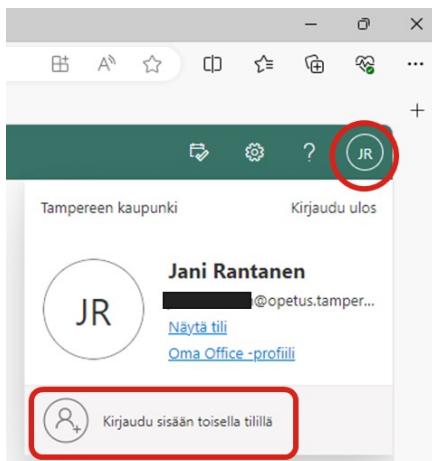 JR
Tampereen kaupunki Kirjaudu ulos
JR
Jani Rantanen
@opetus.tamper...
Näytä tili
Oma Office -profiili
Kirjaudu sisään toisella tilillä